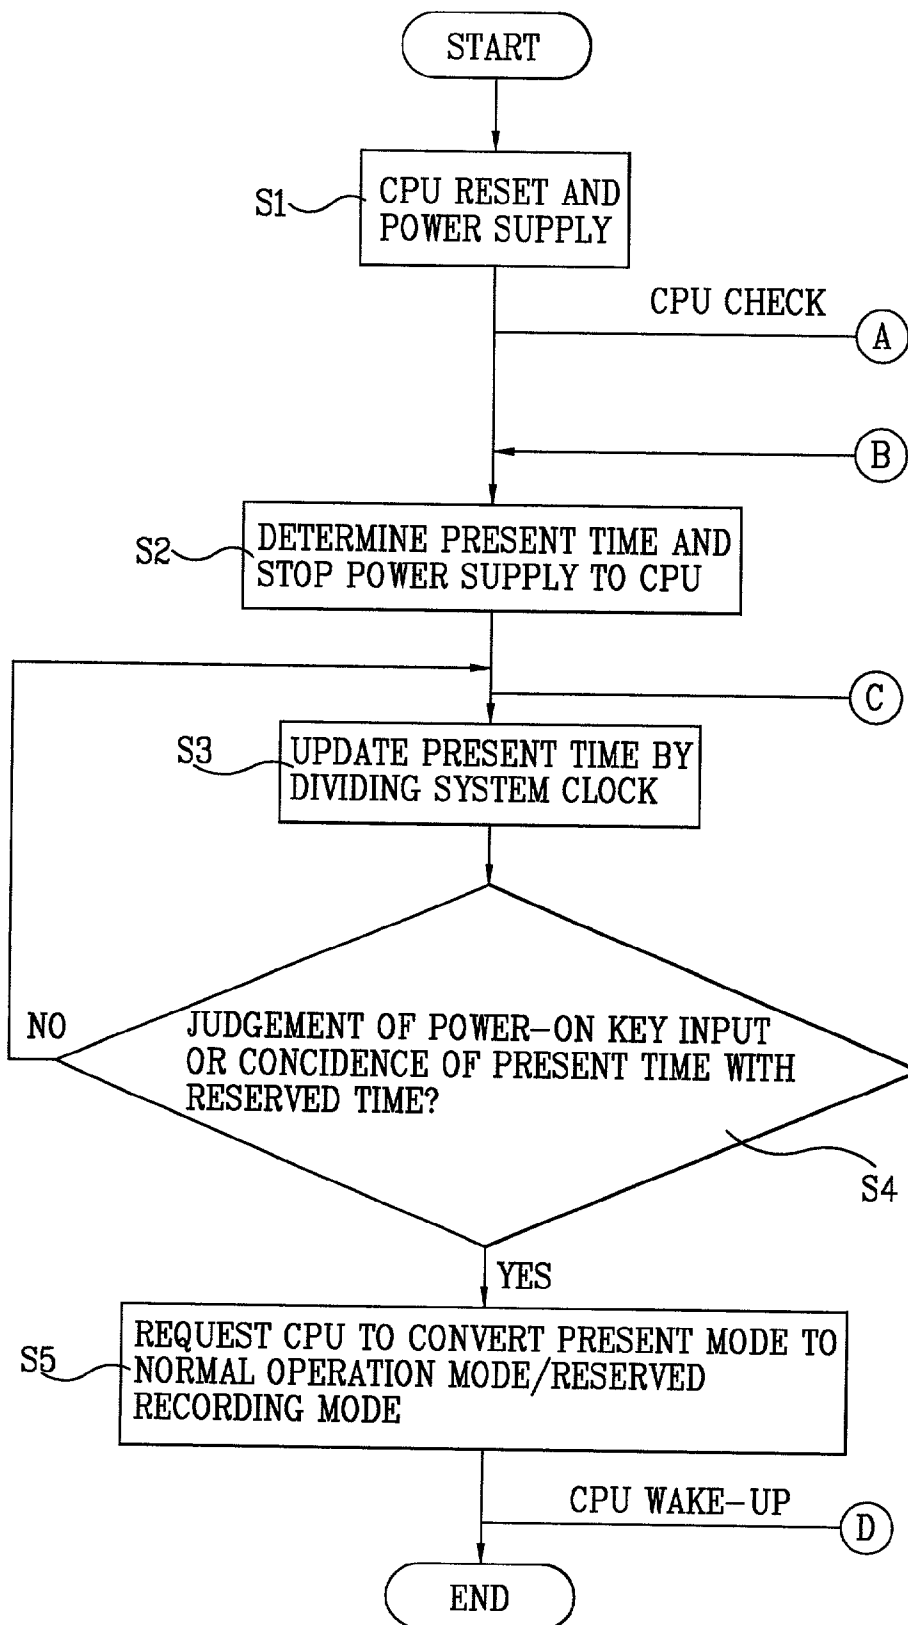 START
S1
CPU RESET AND
POWER SUPPLY
CPU CHECK
A
B
S2
DETERMINE PRESENT TIME AND
STOP POWER SUPPLY TO CPU
C
S3
UPDATE PRESENT TIME BY
DIVIDING SYSTEM CLOCK
NO
JUDGEMENT OF POWER-ON KEY INPUT
OR CONCIDENCE OF PRESENT TIME WITH
RESERVED TIME?
S4
YES
S5
REQUEST CPU TO CONVERT PRESENT MODE TO
NORMAL OPERATION MODE/RESERVED
RECORDING MODE
CPU WAKE-UP
D
END